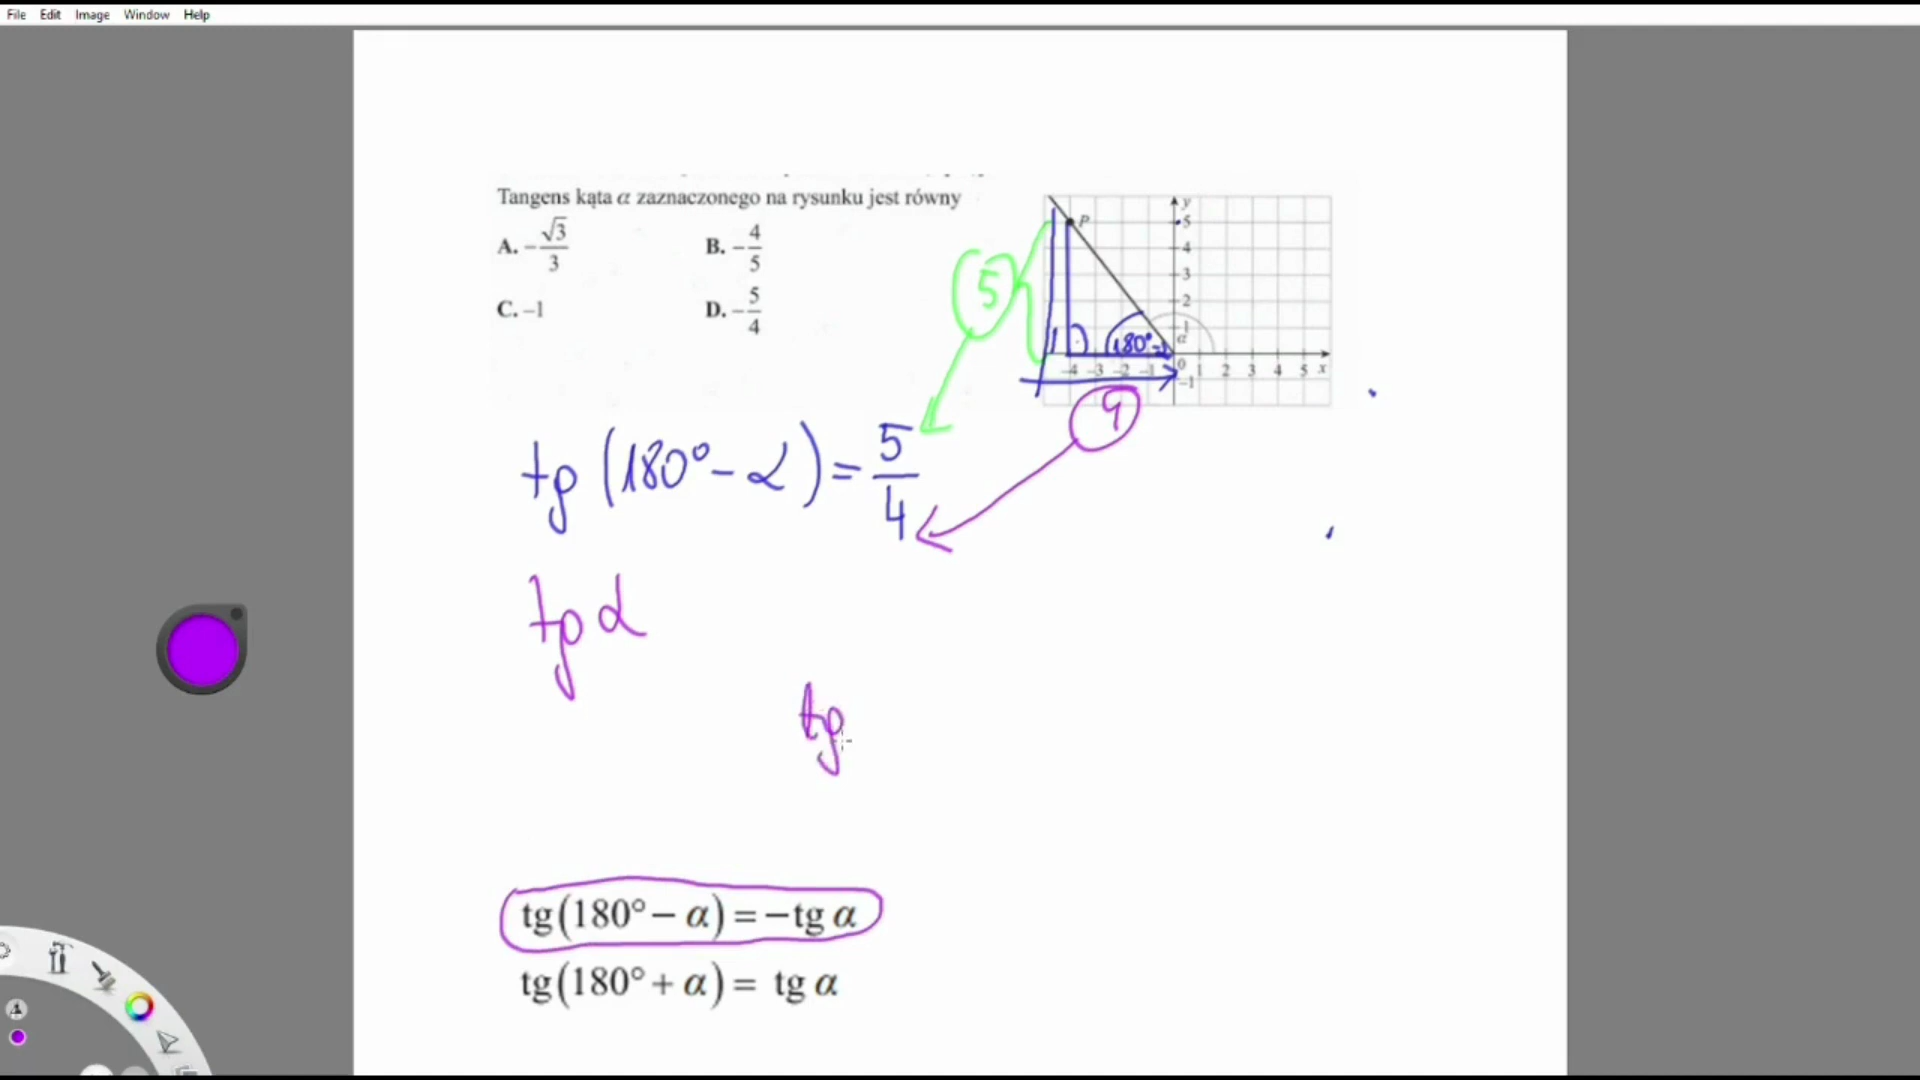 File Edit Image Window Help
Tangens kąta α zaznaczonego na rysunku jest równy
A. -√3/3
B. -4/5
C. -1
D. -5/4
P
y
5
4
3
2
1
α
180°-α
-4 -3 -2 -1 0 1 2 3 4 5 x
-1
5
4
tg (180° - α) = 5/4
tg α
tg
tg(180° - α) = -tg α
tg(180° + α) = tg α